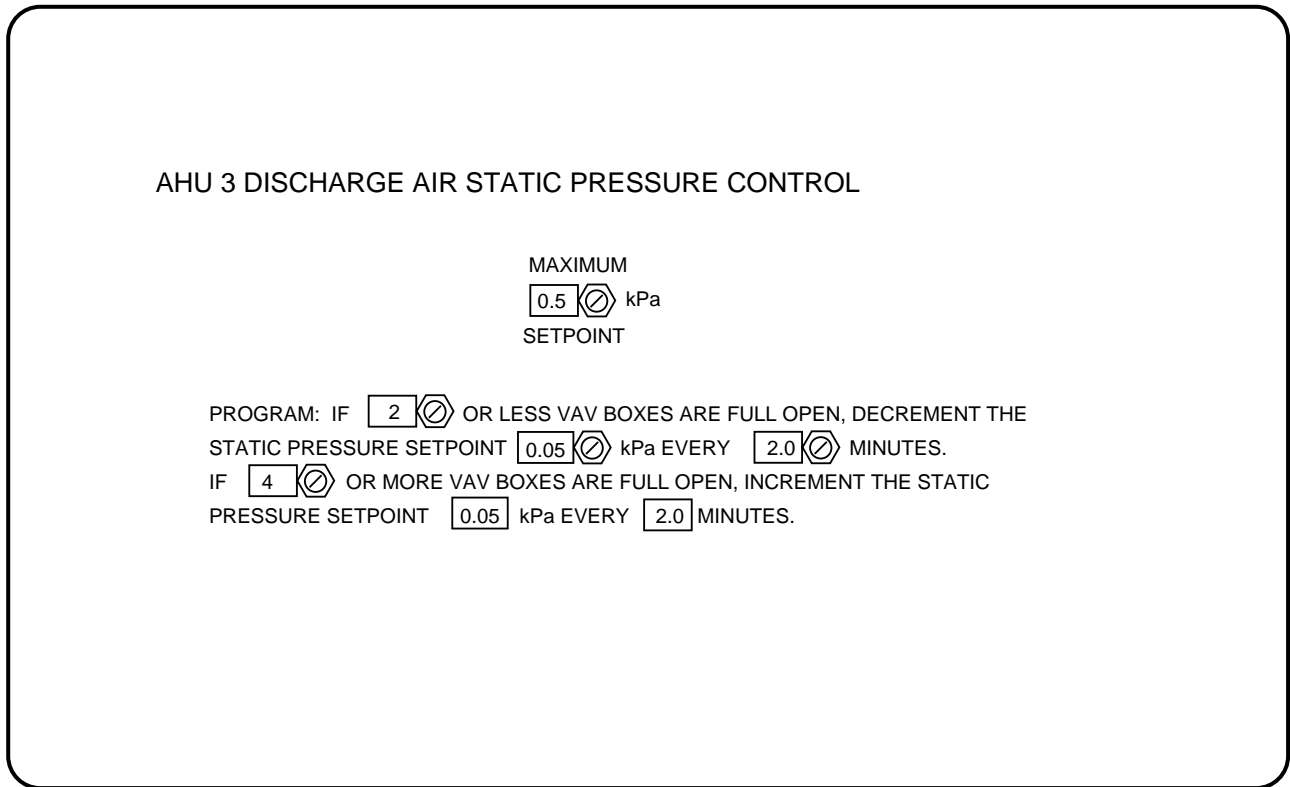 AHU 3 DISCHARGE AIR STATIC PRESSURE CONTROL
MAXIMUM
0.5 kPa
SETPOINT
PROGRAM: IF 2 OR LESS VAV BOXES ARE FULL OPEN, DECREMENT THE
STATIC PRESSURE SETPOINT 0.05 kPa EVERY 2.0 MINUTES.
IF 4 OR MORE VAV BOXES ARE FULL OPEN, INCREMENT THE STATIC
PRESSURE SETPOINT 0.05 kPa EVERY 2.0 MINUTES.